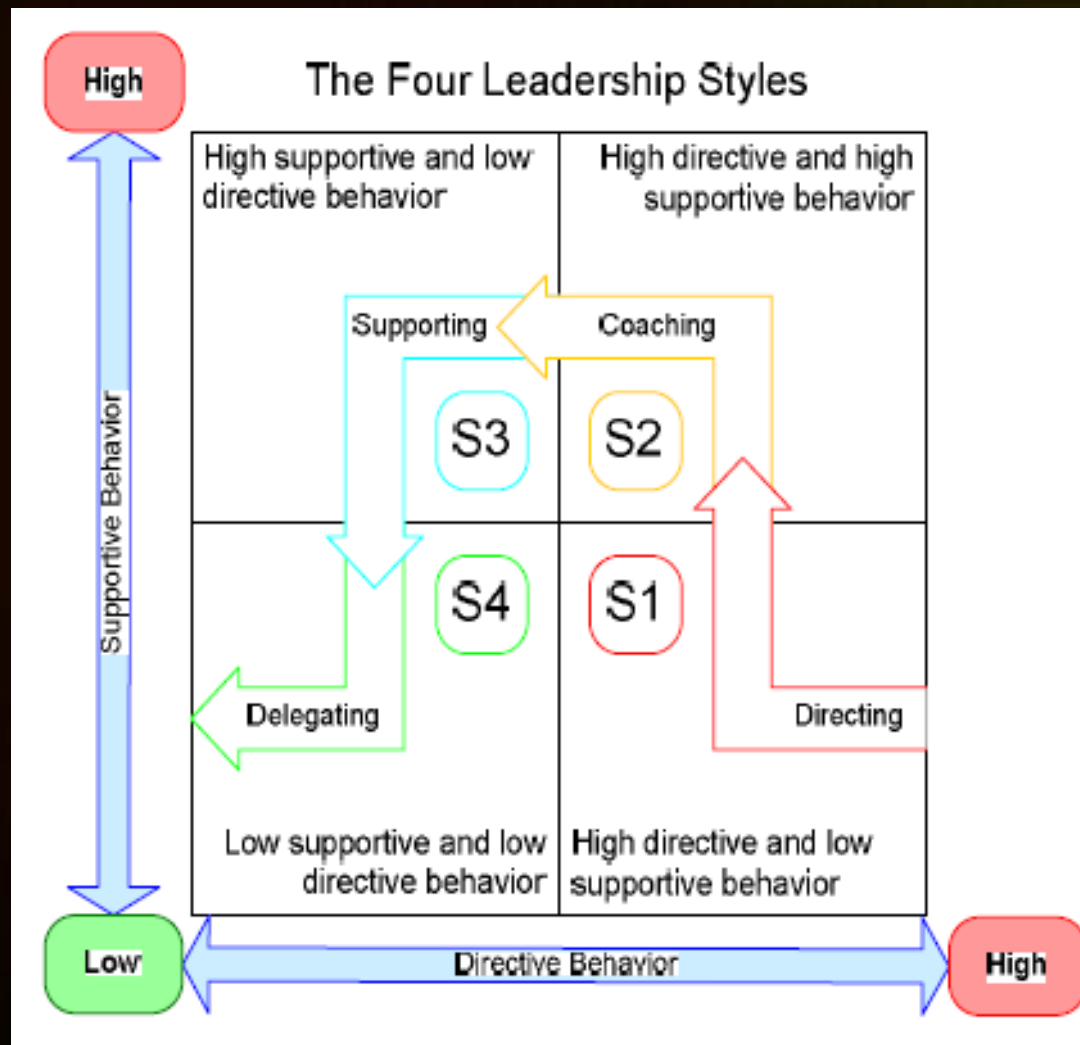 High
The Four Leadership Styles
High supportive and low
directive behavior
High directive and high
supportive behavior
Supporting
Coaching
S3
S2
Supportive Behavior
S4
S1
Delegating
Directing
Low supportive and low
directive behavior
High directive and low
supportive behavior
Low
Directive Behavior
High